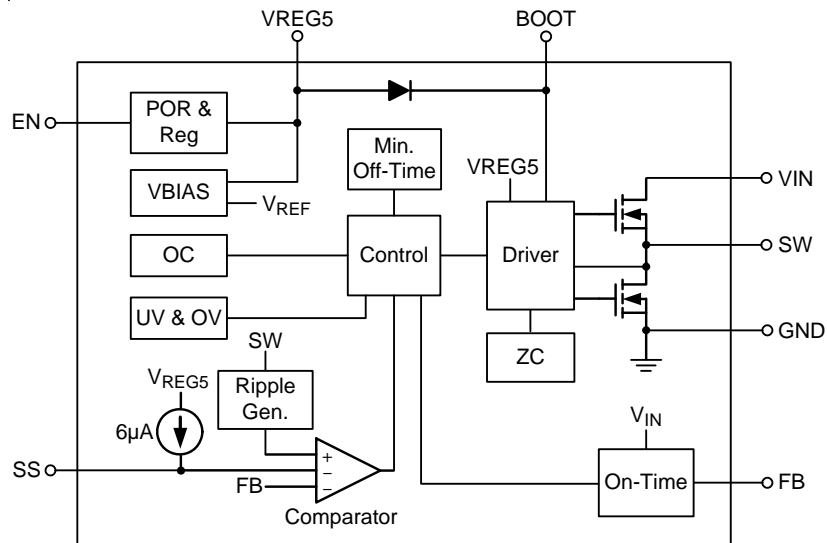 VREG5
BOOT
EN
POR &
Reg
Min.
Off-Time
VREG5
VIN
VBIAS
VREF
SW
OC
Control
Driver
UV & OV
GND
SW
ZC
VREG5
Ripple
Gen.
6µA
VIN
+
SS
−
On-Time
FB
FB
−
Comparator